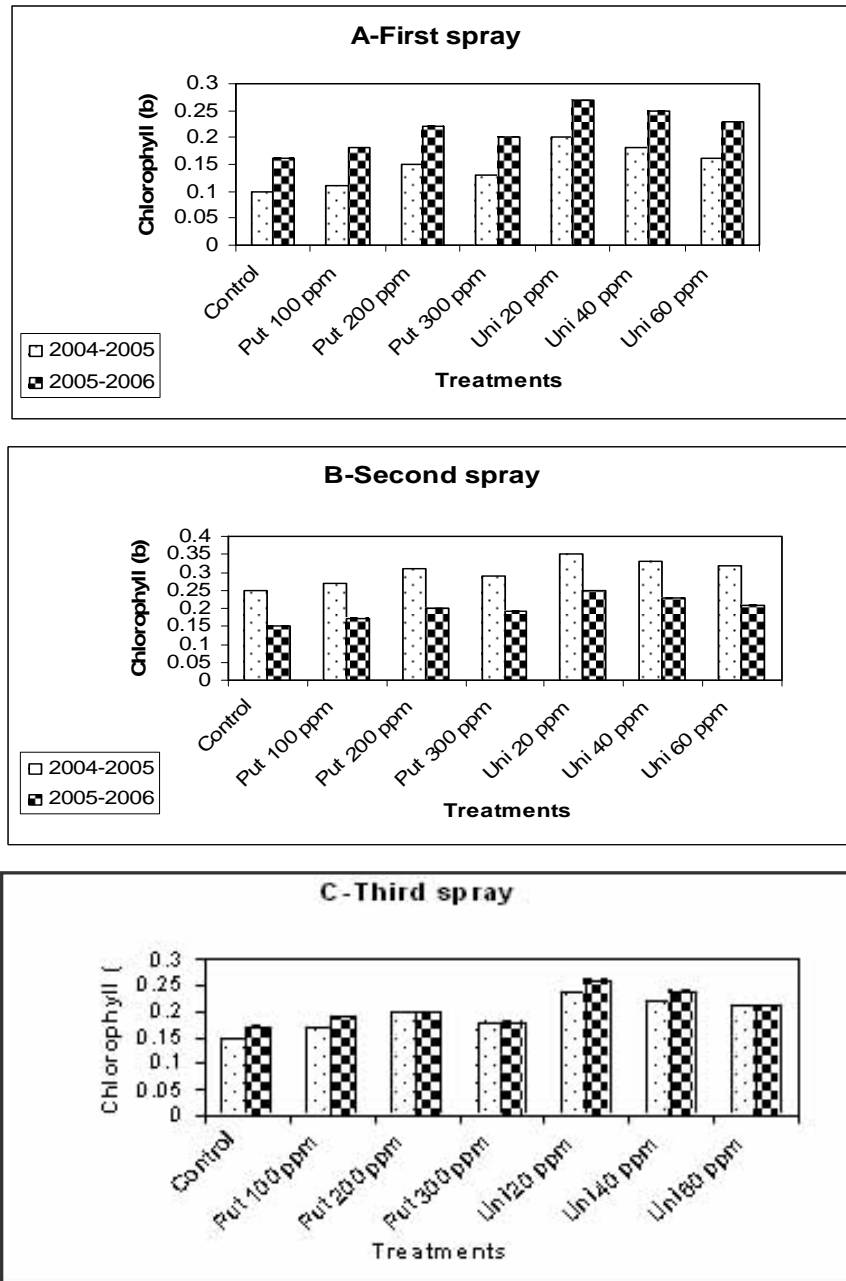 A-First spray
Chlorophyll (b)
0.3
0.25
0.2
0.15
0.1
0.05
0
Control
Put 100 ppm
Put 200 ppm
Put 300 ppm
Uni 20 ppm
Uni 40 ppm
Uni 60 ppm
Treatments
2004-2005
2005-2006
B-Second spray
Chlorophyll (b)
0.4
0.35
0.3
0.25
0.2
0.15
0.1
0.05
0
Control
Put 100 ppm
Put 200 ppm
Put 300 ppm
Uni 20 ppm
Uni 40 ppm
Uni 60 ppm
Treatments
2004-2005
2005-2006
C-Third spray
Chlorophyll (
0.3
0.25
0.2
0.15
0.1
0.05
0
Control
Put 100 ppm
Put 200 ppm
Put 300 ppm
Uni 20 ppm
Uni 40 ppm
Uni 60 ppm
Treatments